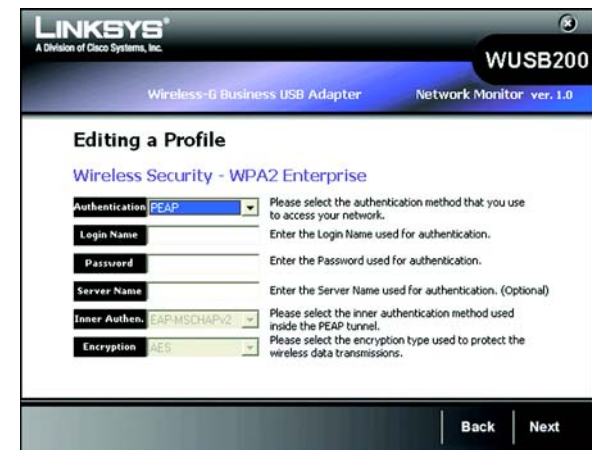 LINKSYS®
A Division of Cisco Systems, Inc.
WUSB200
Wireless-G Business USB Adapter
Network Monitor ver. 1.0
Editing a Profile
Wireless Security - WPA2 Enterprise
Authentication PEAP Please select the authentication method that you use
to access your network.
Login Name Enter the Login Name used for authentication.
Password Enter the Password used for authentication.
Server Name Enter the Server Name used for authentication. (Optional)
Inner Authen. EAP-MSCHAPv2 Please select the inner authentication method used
inside the PEAP tunnel.
Encryption AES Please select the encryption type used to protect the
wireless data transmissions.
Back Next